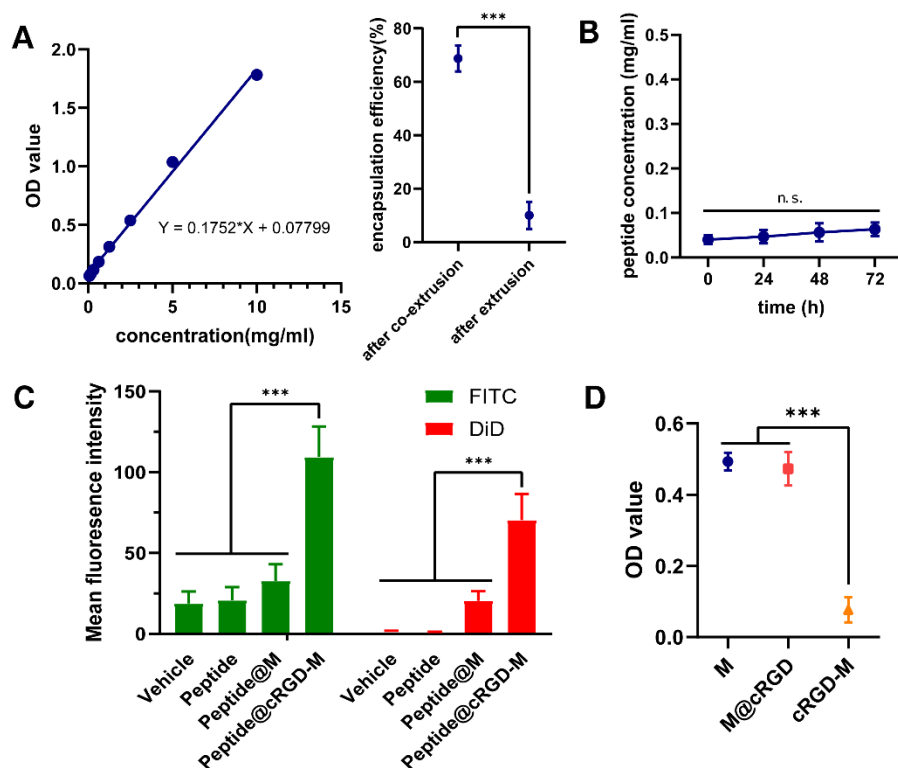 A
OD value
2.0
1.5
1.0
0.5
0.0
0
5
10
15
Y = 0.1752*X + 0.07799
concentration(mg/ml)
encapsulation efficiency(%)
80
60
40
20
0
***
after co-extrusion
after extrusion
B
peptide concentration (mg/ml)
0.5
0.4
0.3
0.2
0.1
0.0
n.s.
0
24
48
72
time (h)
C
Mean fluoresence intensity
150
100
50
0
***
FITC
DiD
***
Vehicle
Peptide
Peptide@M
Peptide@cRGD-M
Vehicle
Peptide
Peptide@M
Peptide@cRGD-M
D
OD value
0.6
0.4
0.2
0.0
***
M
M@cRGD
cRGD-M